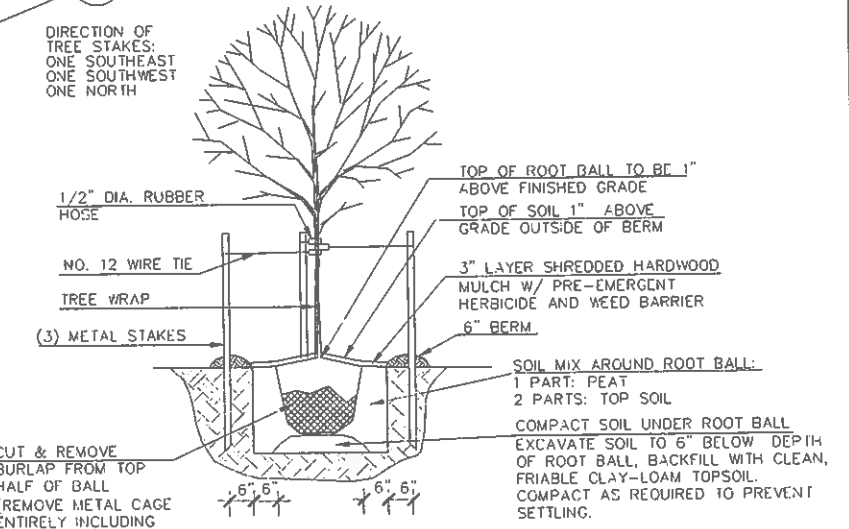 DIRECTION OF
TREE STAKES:
ONE SOUTHEAST
ONE SOUTHWEST
ONE NORTH
1/2" DIA. RUBBER
HOSE
NO. 12 WIRE TIE
TREE WRAP
(3) METAL STAKES
CUT & REMOVE
BURLAP FROM TOP
HALF OF BALL
REMOVE METAL CAGE
ENTIRELY INCLUDING
6" 6"
6" 6"
TOP OF ROOT BALL TO BE 1"
ABOVE FINISHED GRADE
TOP OF SOIL 1" ABOVE
GRADE OUTSIDE OF BERM
3" LAYER SHREDDED HARDWOOD
MULCH W/ PRE-EMERGENT
HERBICIDE AND WEED BARRIER
6" BERM
SOIL MIX AROUND ROOT BALL:
1 PART: PEAT
2 PARTS: TOP SOIL
COMPACT SOIL UNDER ROOT BALL
EXCAVATE SOIL TO 6" BELOW DEPTH
OF ROOT BALL, BACKFILL WITH CLEAN,
FRIABLE CLAY-LOAM TOPSOIL.
COMPACT AS REQUIRED TO PREVENT
SETTLING.